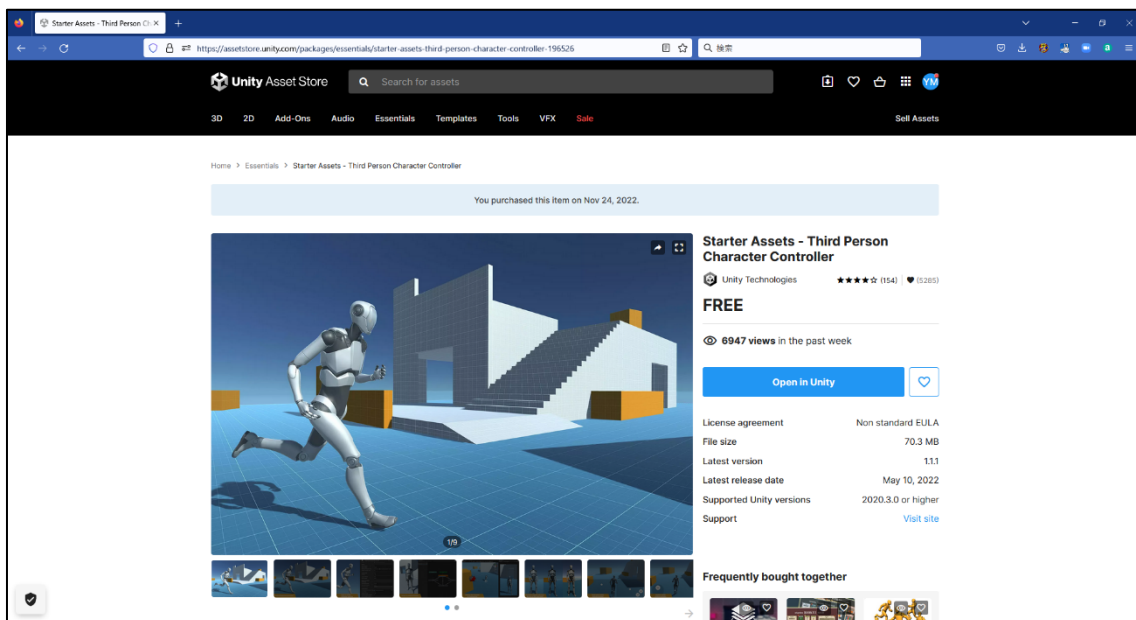 Starter Assets - Third Person Ch
https://assetstore.unity.com/packages/essentials/starter-assets-third-person-character-controller-196526
検索
Unity Asset Store
Search for assets
YM
3D 2D Add-Ons Audio Essentials Templates Tools VFX Sale Sell Assets
Home > Essentials > Starter Assets - Third Person Character Controller
You purchased this item on Nov 24, 2022.
Starter Assets - Third Person
Character Controller
Unity Technologies ★★★★☆ (154) (5285)
FREE
6947 views in the past week
Open in Unity
License agreement Non standard EULA
File size 70.3 MB
Latest version 1.1.1
Latest release date May 10, 2022
Supported Unity versions 2020.3.0 or higher
Support Visit site
1/9
Frequently bought together